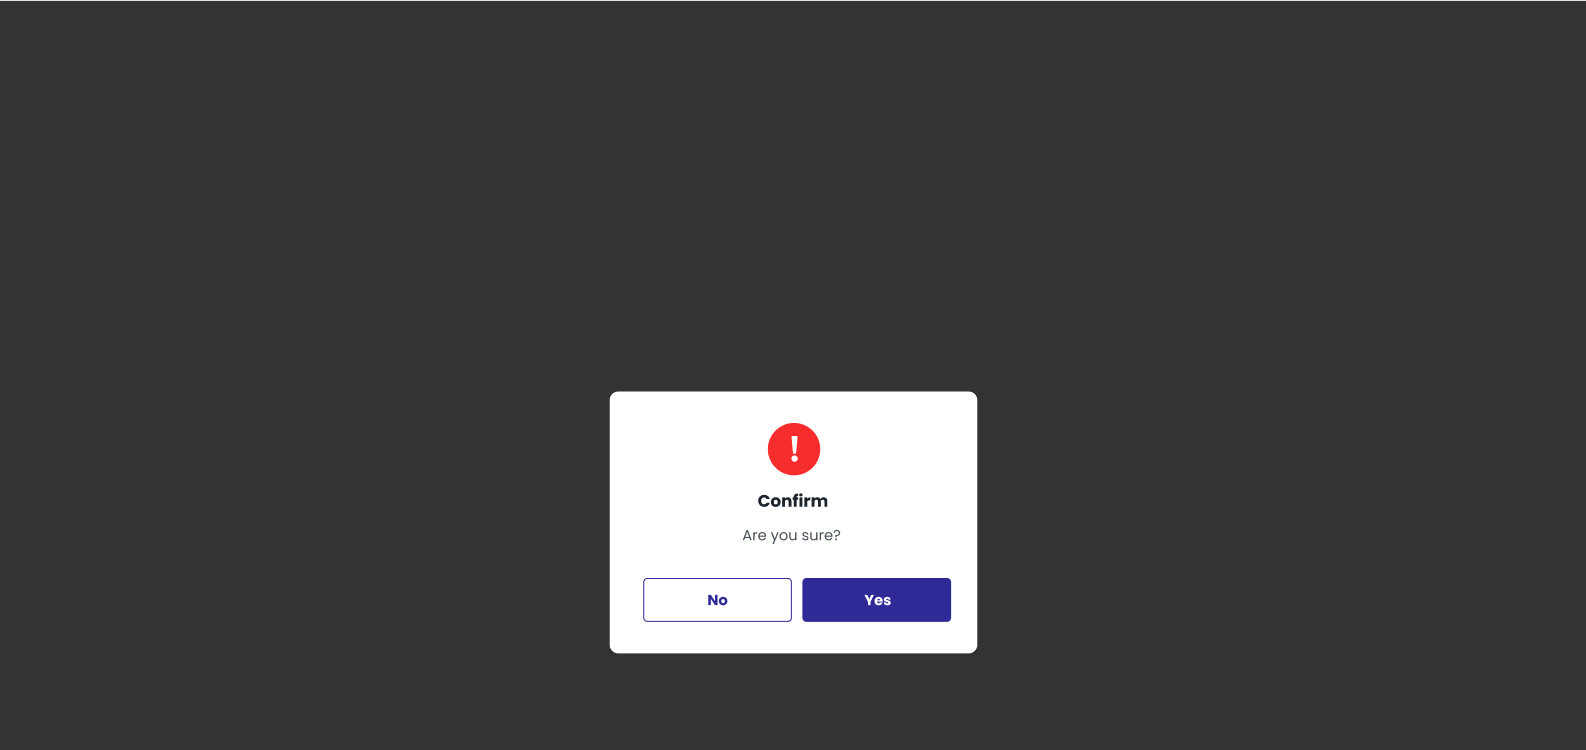 !
Confirm
Are you sure?
No
Yes